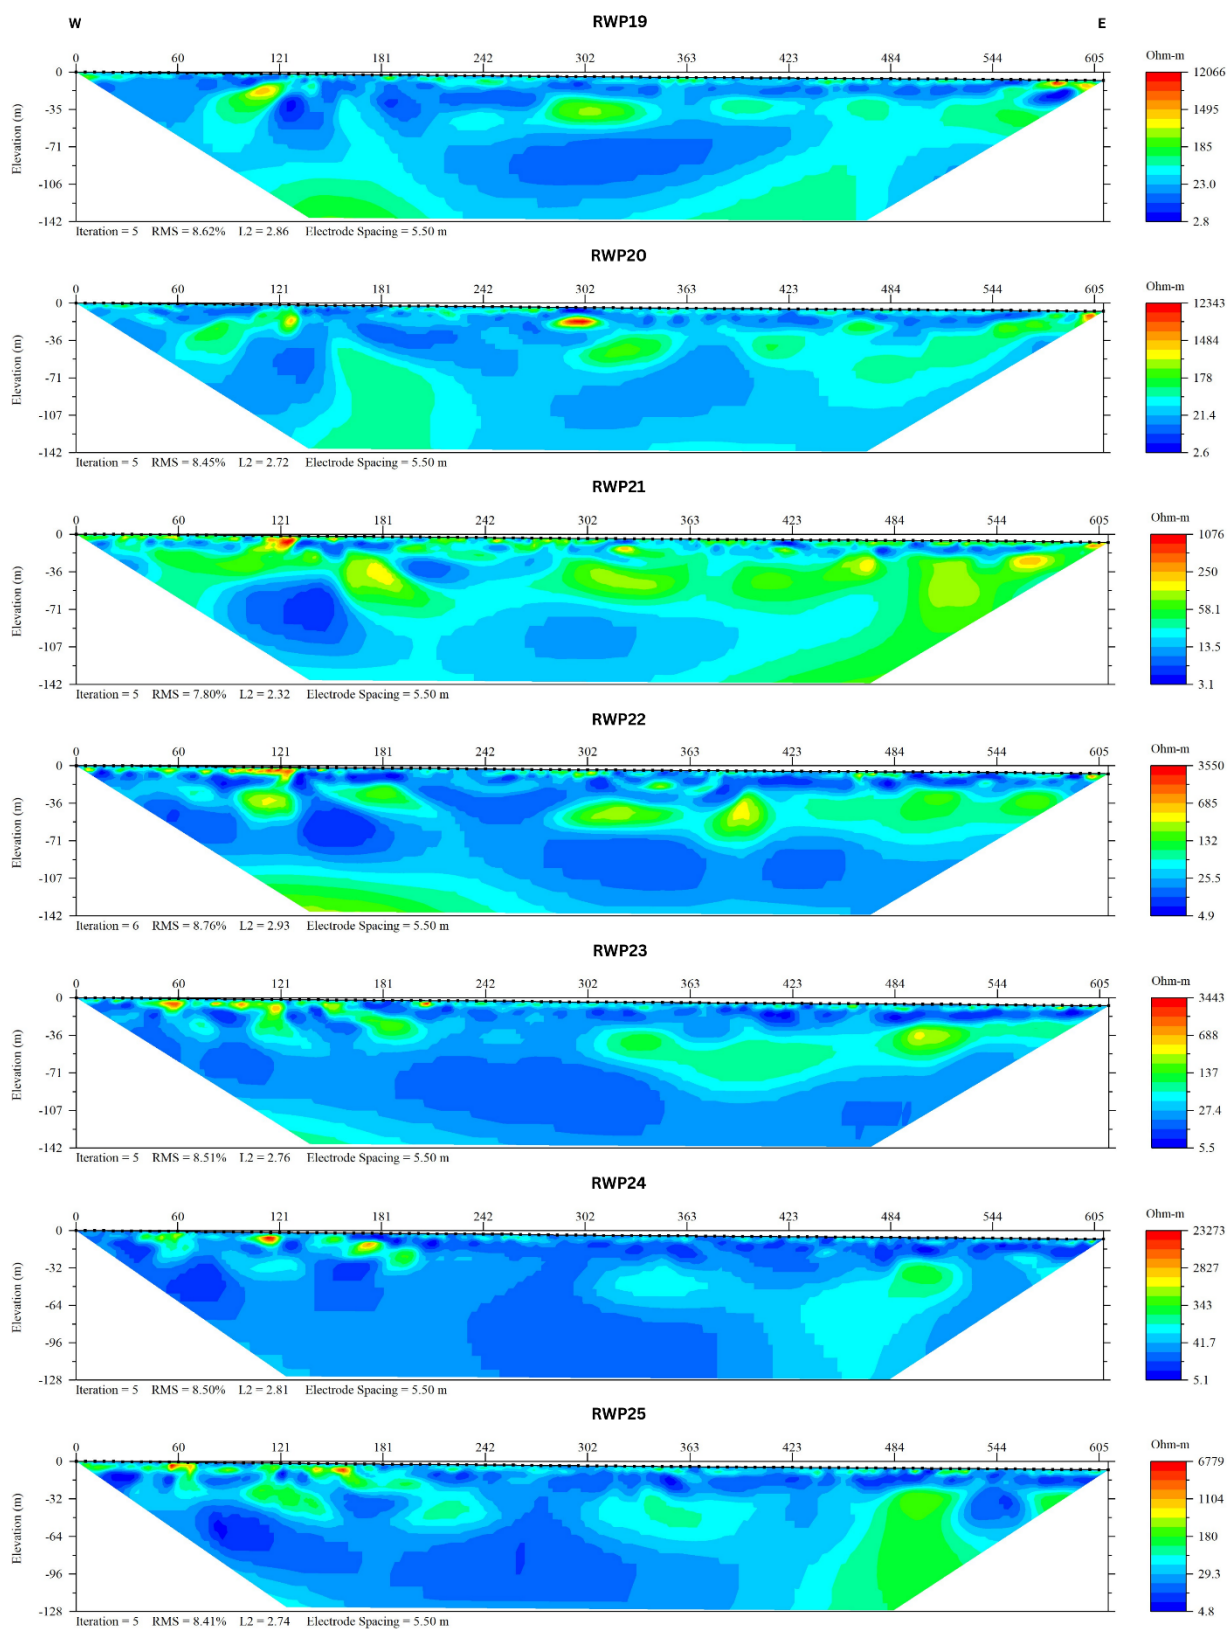 W RWP19 E
0 60 121 181 242 302 363 423 484 544 605
Ohm-m
Elevation (m)
0
-35
-71
-106
-142
12066
1495
185
23.0
2.8
Iteration = 5 RMS = 8.62% L2 = 2.86 Electrode Spacing = 5.50 m
RWP20
0 60 121 181 242 302 363 423 484 544 605
Ohm-m
Elevation (m)
0
-36
-71
-107
-142
12343
1484
178
21.4
2.6
Iteration = 5 RMS = 8.45% L2 = 2.72 Electrode Spacing = 5.50 m
RWP21
0 60 121 181 242 302 363 423 484 544 605
Ohm-m
Elevation (m)
0
-36
-71
-107
-142
1076
250
58.1
13.5
3.1
Iteration = 5 RMS = 7.80% L2 = 2.32 Electrode Spacing = 5.50 m
RWP22
0 60 121 181 242 302 363 423 484 544 605
Ohm-m
Elevation (m)
0
-36
-71
-107
-142
3550
685
132
25.5
4.9
Iteration = 6 RMS = 8.76% L2 = 2.93 Electrode Spacing = 5.50 m
RWP23
0 60 121 181 242 302 363 423 484 544 605
Ohm-m
Elevation (m)
0
-36
-71
-107
-142
3443
688
137
27.4
5.5
Iteration = 5 RMS = 8.51% L2 = 2.76 Electrode Spacing = 5.50 m
RWP24
0 60 121 181 242 302 363 423 484 544 605
Ohm-m
Elevation (m)
0
-32
-64
-96
-128
23273
2827
343
41.7
5.1
Iteration = 5 RMS = 8.50% L2 = 2.81 Electrode Spacing = 5.50 m
RWP25
0 60 121 181 242 302 363 423 484 544 605
Ohm-m
Elevation (m)
0
-32
-64
-96
-128
6779
1104
180
29.3
4.8
Iteration = 5 RMS = 8.41% L2 = 2.74 Electrode Spacing = 5.50 m